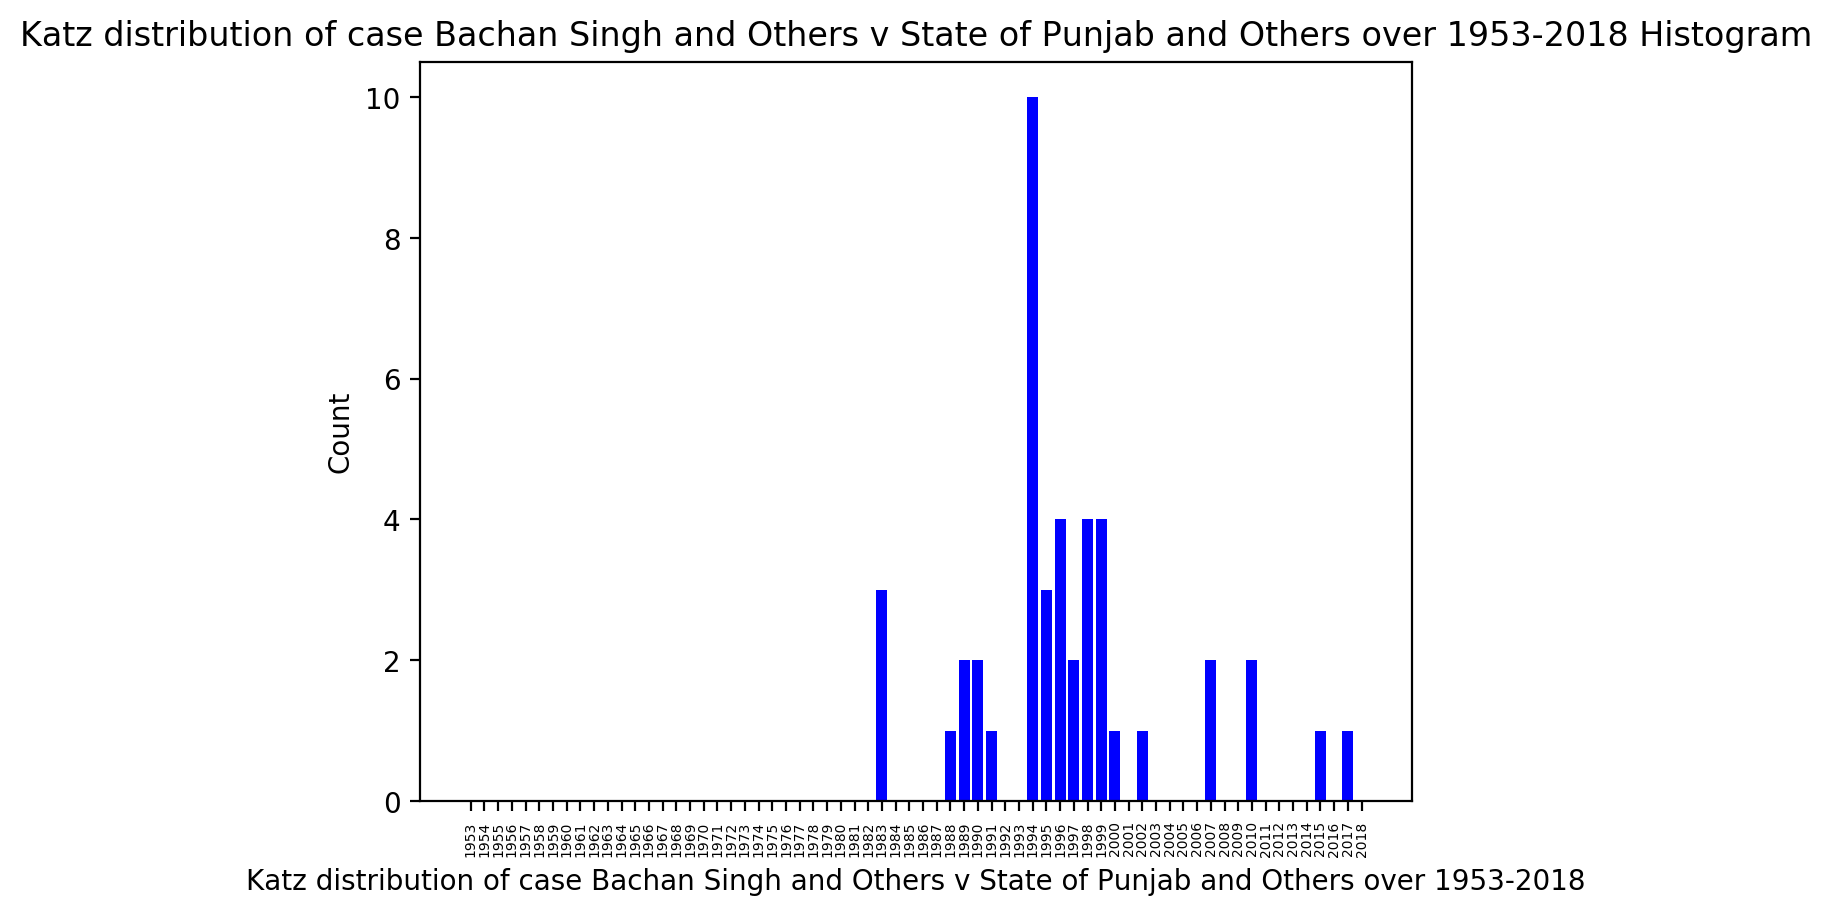 Katz distribution of case Bachan Singh and Others v State of Punjab and Others over 1953-2018 Histogram
10
8
6
4
2
0
Count
1953 1954 1955 1956 1957 1958 1959 1960 1961 1962 1963 1964 1965 1966 1967 1968 1969 1970 1971 1972 1973 1974 1975 1976 1977 1978 1979 1980 1981 1982 1983 1984 1985 1986 1987 1988 1989 1990 1991 1992 1993 1994 1995 1996 1997 1998 1999 2000 2001 2002 2003 2004 2005 2006 2007 2008 2009 2010 2011 2012 2013 2014 2015 2016 2017 2018
Katz distribution of case Bachan Singh and Others v State of Punjab and Others over 1953-2018